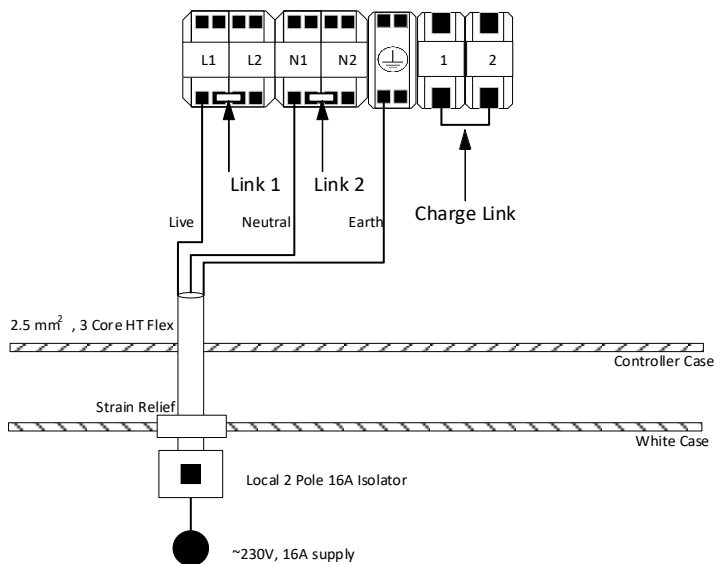 L1 L2 N1 N2 1 2
Link 1 Link 2
Charge Link
Live Neutral Earth
2.5 mm², 3 Core HT Flex
Controller Case
Strain Relief
White Case
Local 2 Pole 16A Isolator
~230V, 16A supply